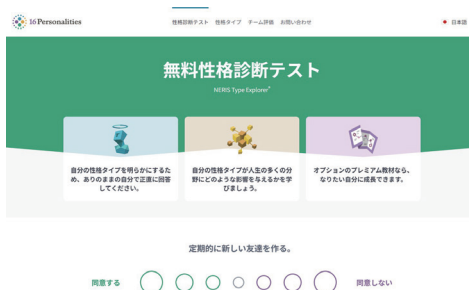 16Personalities
性格診断テスト 性格タイプ チーム評価 お問い合わせ
日本語
無料性格診断テスト
NERIS Type Explorer®
自分の性格タイプを明らかにするた
め、ありのままの自分で正直に回答
してください。
自分の性格タイプが人生の多くの分
野にどのような影響を与えるかを学
びましょう。
オプションのプレミアム教材なら、
なりたい自分に成長できます。
定期的に新しい友達を作る。
同意する 同意しない